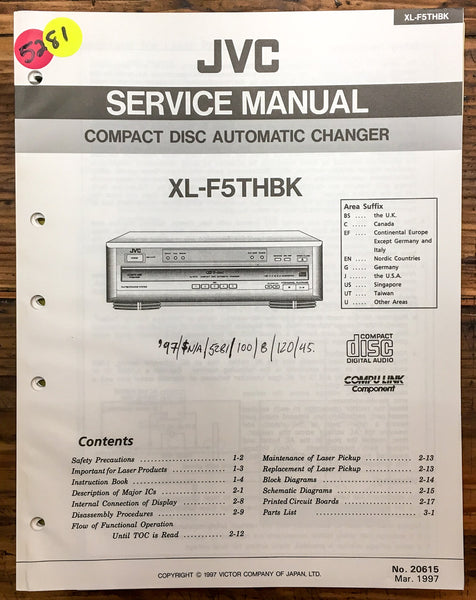 XL-F5THBK
5281
JVC
SERVICE MANUAL
COMPACT DISC AUTOMATIC CHANGER
XL-F5THBK
Area Suffix
BS ..... the U.K.
C ..... Canada
EF ..... Continental Europe
Except Germany and
Italy
EN ..... Nordic Countries
G ..... Germany
J ..... the U.S.A.
US ..... Singapore
UT ..... Taiwan
U ..... Other Areas
JVC
'97/$N/A/5281/100/8/120/45.
COMPACT
disc
DIGITAL AUDIO
COMPU LINK
Component
Contents
Safety Precautions ..... 1-2
Important for Laser Products ..... 1-3
Instruction Book ..... 1-4
Description of Major ICs ..... 2-1
Internal Connection of Display ..... 2-8
Disassembly Procedures ..... 2-9
Flow of Functional Operation
Until TOC is Read ..... 2-12
Maintenance of Laser Pickup ..... 2-13
Replacement of Laser Pickup ..... 2-13
Block Diagrams ..... 2-14
Schematic Diagrams ..... 2-15
Printed Circuit Boards ..... 2-17
Parts List ..... 3-1
COPYRIGHT © 1997 VICTOR COMPANY OF JAPAN, LTD.
No. 20615
Mar. 1997